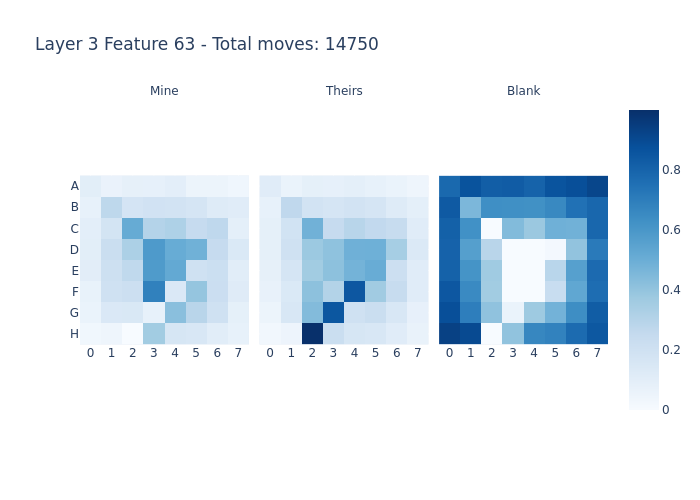 Layer 3 Feature 63 - Total moves: 14750
Mine Theirs Blank
A
B
C
D
E
F
G
H
0 1 2 3 4 5 6 7 0 1 2 3 4 5 6 7 0 1 2 3 4 5 6 7
0.8
0.6
0.4
0.2
0